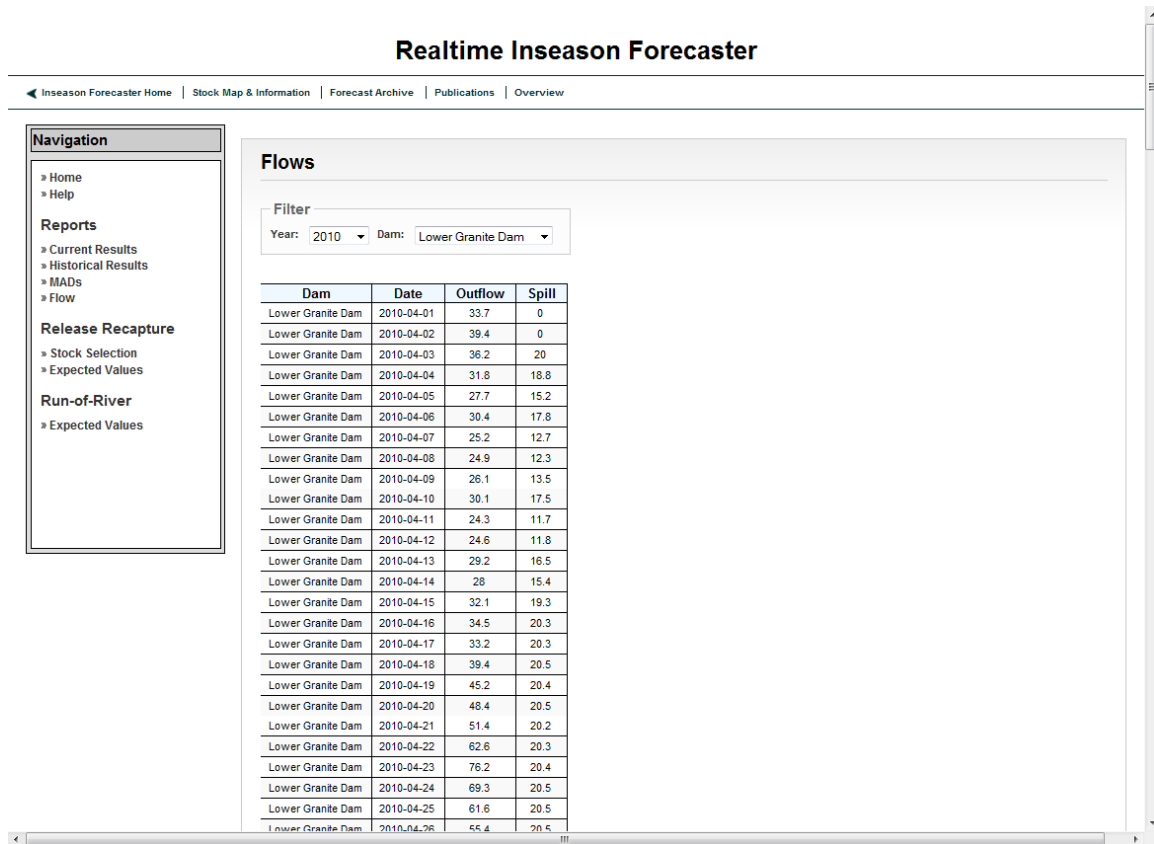 Realtime Inseason Forecaster
Inseason Forecaster Home | Stock Map & Information | Forecast Archive | Publications | Overview
Navigation
» Home
» Help
Reports
» Current Results
» Historical Results
» MADs
» Flow
Release Recapture
» Stock Selection
» Expected Values
Run-of-River
» Expected Values
Flows
Filter
Year: 2010 Dam: Lower Granite Dam
Dam Date Outflow Spill
Lower Granite Dam 2010-04-01 33.7 0
Lower Granite Dam 2010-04-02 39.4 0
Lower Granite Dam 2010-04-03 36.2 20
Lower Granite Dam 2010-04-04 31.8 18.8
Lower Granite Dam 2010-04-05 27.7 15.2
Lower Granite Dam 2010-04-06 30.4 17.8
Lower Granite Dam 2010-04-07 25.2 12.7
Lower Granite Dam 2010-04-08 24.9 12.3
Lower Granite Dam 2010-04-09 26.1 13.5
Lower Granite Dam 2010-04-10 30.1 17.5
Lower Granite Dam 2010-04-11 24.3 11.7
Lower Granite Dam 2010-04-12 24.6 11.8
Lower Granite Dam 2010-04-13 29.2 16.5
Lower Granite Dam 2010-04-14 28 15.4
Lower Granite Dam 2010-04-15 32.1 19.3
Lower Granite Dam 2010-04-16 34.5 20.3
Lower Granite Dam 2010-04-17 33.2 20.3
Lower Granite Dam 2010-04-18 39.4 20.5
Lower Granite Dam 2010-04-19 45.2 20.4
Lower Granite Dam 2010-04-20 48.4 20.5
Lower Granite Dam 2010-04-21 51.4 20.2
Lower Granite Dam 2010-04-22 62.6 20.3
Lower Granite Dam 2010-04-23 76.2 20.4
Lower Granite Dam 2010-04-24 69.3 20.5
Lower Granite Dam 2010-04-25 61.6 20.5
Lower Granite Dam 2010-04-26 55.4 20.5